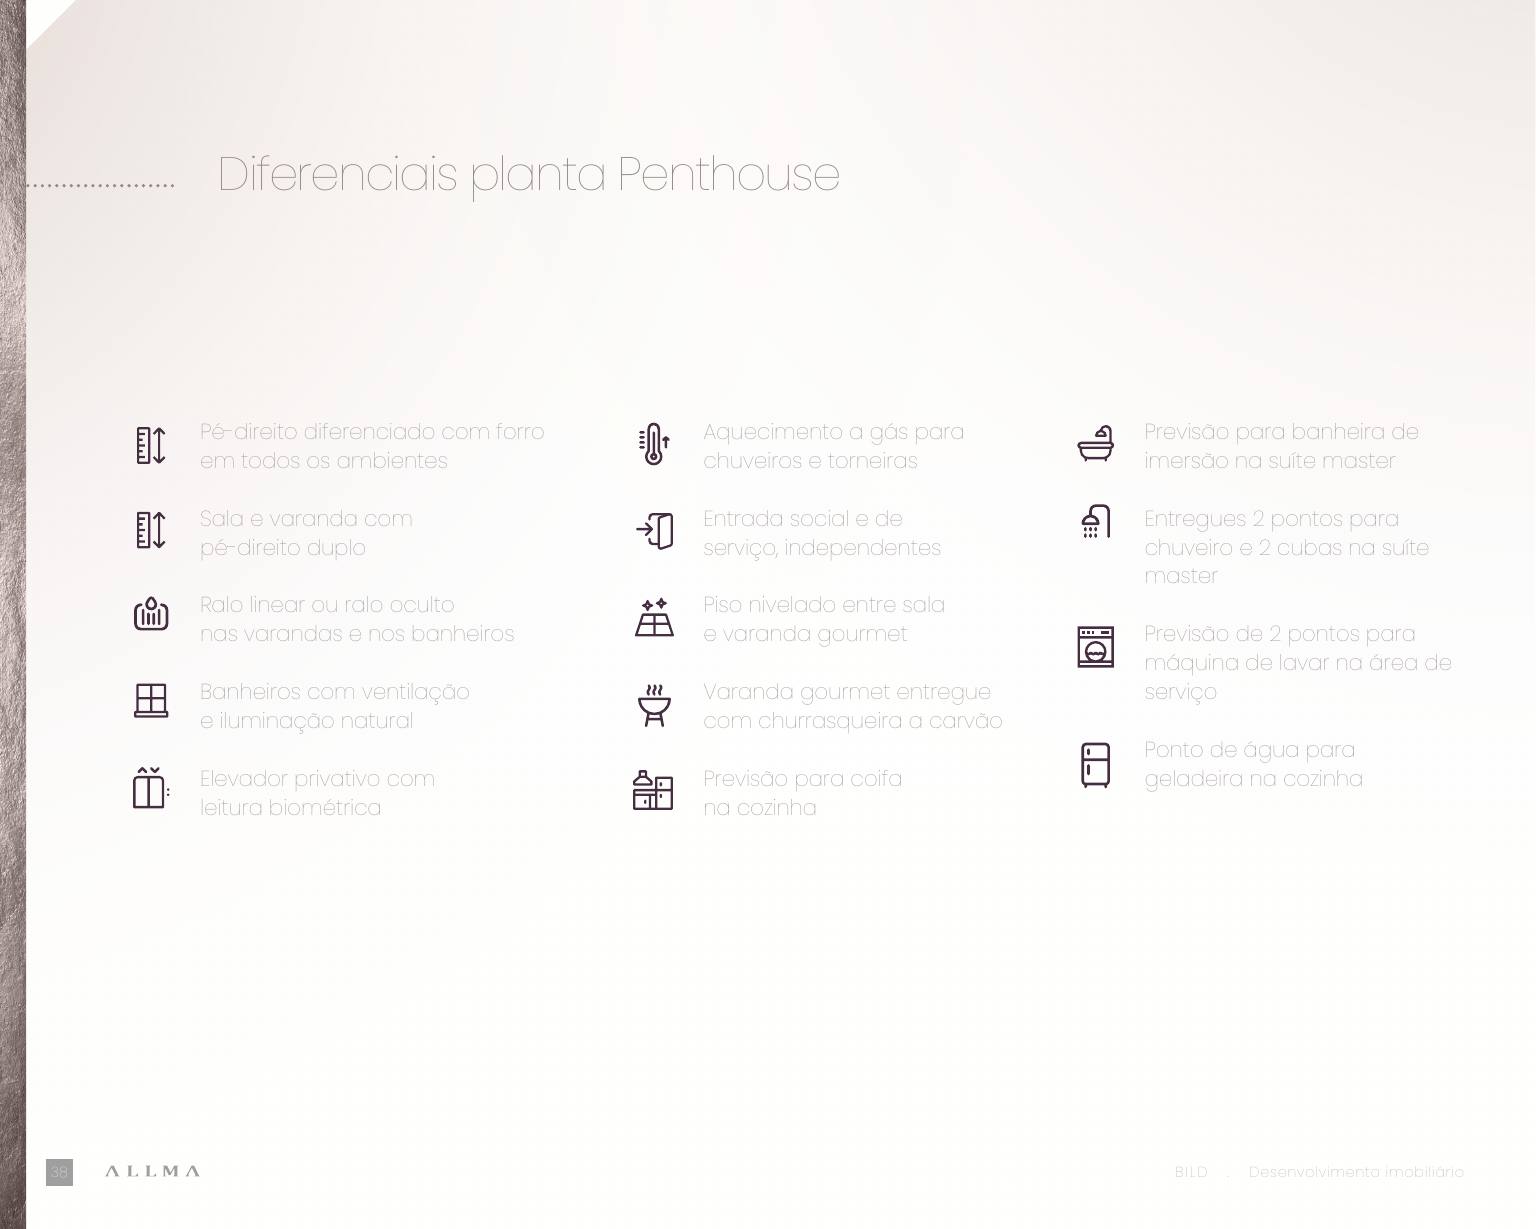 Diferenciais planta Penthouse
Pé-direito diferenciado com forro
em todos os ambientes
Sala e varanda com
pé-direito duplo
Ralo linear ou ralo oculto
nas varandas e nos banheiros
Banheiros com ventilação
e iluminação natural
Elevador privativo com
leitura biométrica
Aquecimento a gás para
chuveiros e torneiras
Entrada social e de
serviço, independentes
Piso nivelado entre sala
e varanda gourmet
Varanda gourmet entregue
com churrasqueira a carvão
Previsão para coifa
na cozinha
Previsão para banheira de
imersão na suíte master
Entregues 2 pontos para
chuveiro e 2 cubas na suíte
master
Previsão de 2 pontos para
máquina de lavar na área de
serviço
Ponto de água para
geladeira na cozinha
38 ALLMA
BILD . Desenvolvimento imobiliário